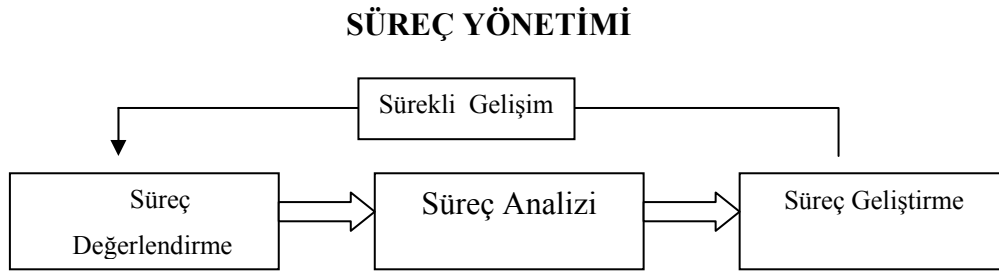 SÜREÇ YÖNETİMİ
Sürekli Gelişim
Süreç
Değerlendirme
Süreç Analizi
Süreç Geliştirme